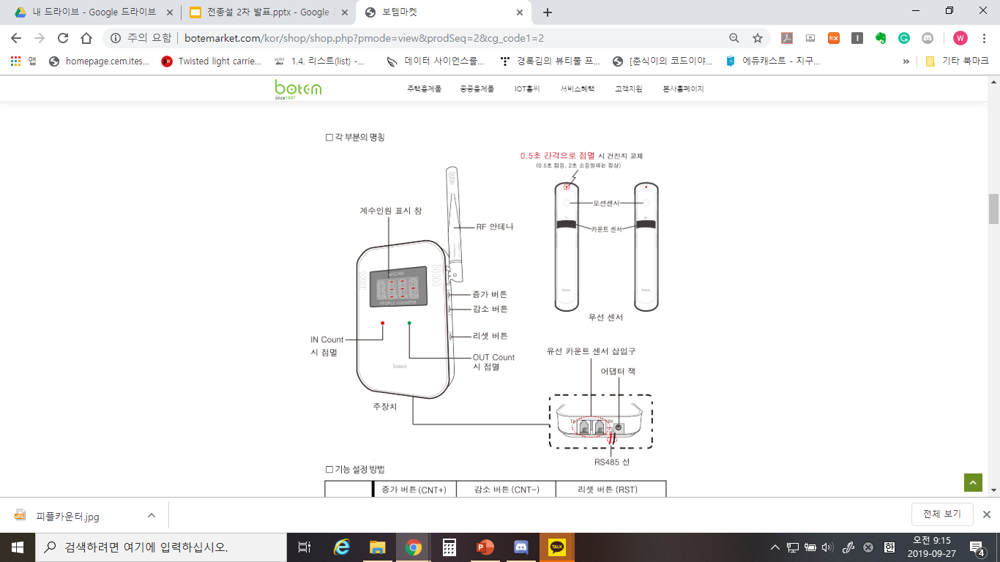 내 드라이브 - Google 드라이브
전종설 2차 발표.pptx - Google
보템마켓
주의 요함
botemarket.com/kor/shop/shop.php?pmode=view&prodSeq=2&cg_code1=2
앱
homepage.cem.ites...
Twisted light carrie...
1.4. 리스트(list) -...
데이터 사이언스를...
경록김의 뷰티풀 프...
[춘식이의 코드이야...
에듀캐스트 - 지구...
기타 북마크
botem
since1997
주택용제품
공공용제품
IOT홈씨
서비스혜택
고객지원
본사홈페이지
□ 각 부분의 명칭
0.5초 간격으로 점멸 시 건전지 교체
(0.5초 점등, 2초 소등일때는 정상)
모션센서
계수인원 표시 창
RF 안테나
카운트 센서
PEOPLE COUNTER
증가 버튼
감소 버튼
botem
botem
무선 센서
리셋 버튼
IN Count
시 점멸
OUT Count
시 점멸
botem
유선 카운트 센서 삽입구
어댑터 잭
주장치
TX
RX
RS485 선
□ 기능 설정 방법
증가 버튼 (CNT+)
감소 버튼 (CNT-)
리셋 버튼 (RST)
피플카운터.jpg
전체 보기
검색하려면 여기에 입력하십시오.
TALK
한
오전 9:15
2019-09-27
4